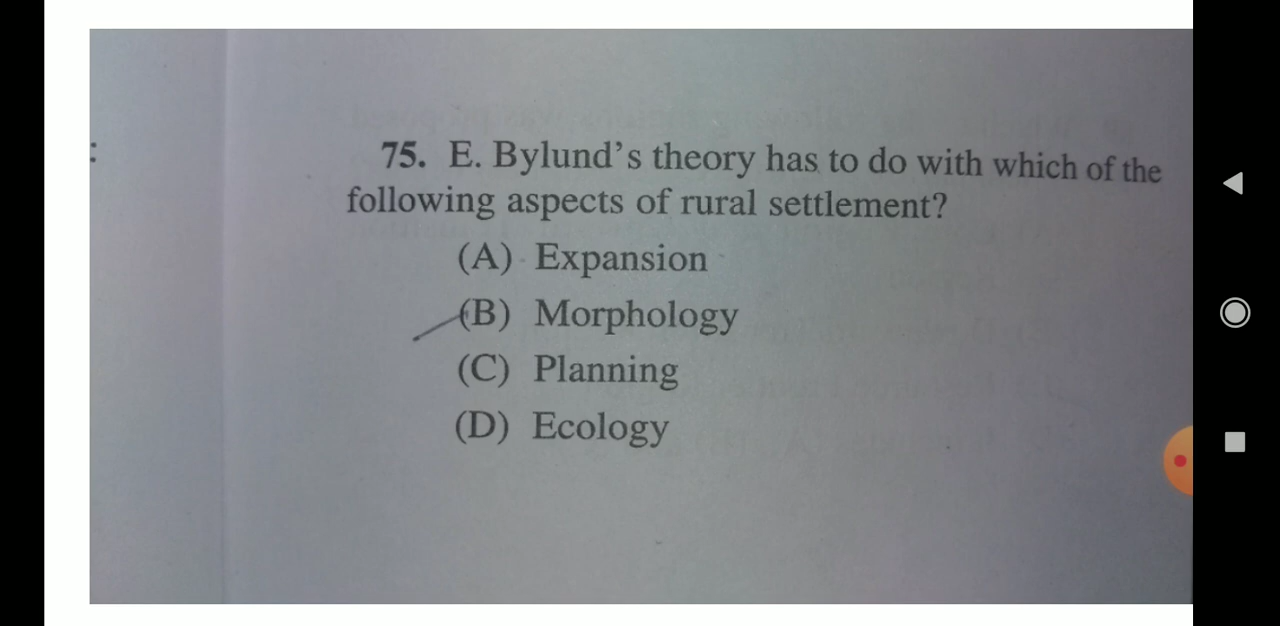 :
75. E. Bylund's theory has to do with which of the
following aspects of rural settlement?
(A) Expansion
(B) Morphology
(C) Planning
(D) Ecology